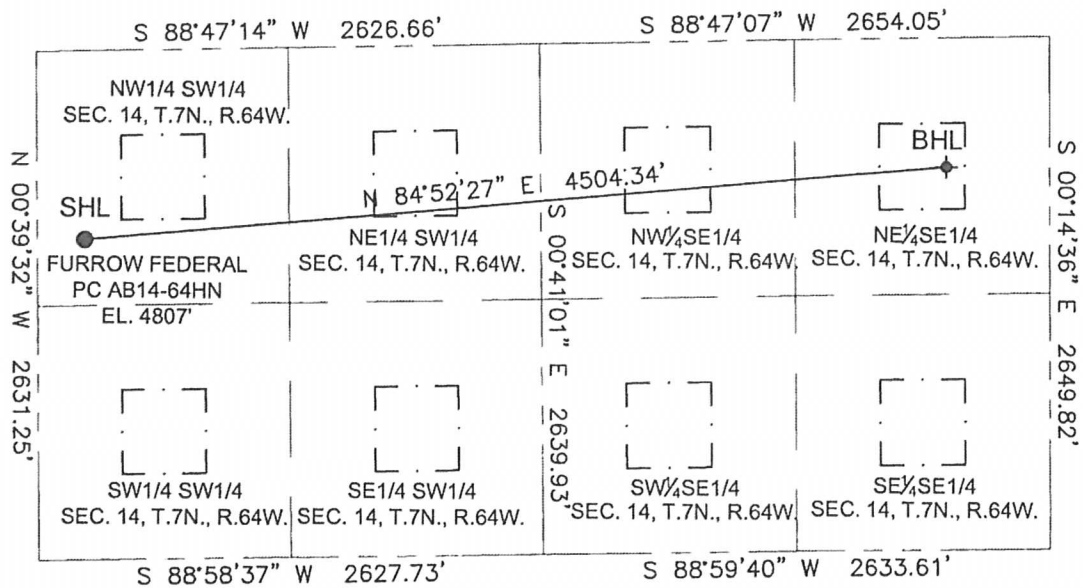 S 88°47'14" W 2626.66'
S 88°47'07" W 2654.05'
NW1/4 SW1/4
SEC. 14, T.7N., R.64W.
BHL
N 84°52'27" E 4504.34'
SHL
N 00°39'32" W 2631.25'
S 00°14'36" E 2649.82'
FURROW FEDERAL
PC AB14-64HN
EL. 4807'
NE1/4 SW1/4
SEC. 14, T.7N., R.64W.
S 00°41'01" E 2639.93'
NW¼SE1/4
SEC. 14, T.7N., R.64W.
NE¼SE1/4
SEC. 14, T.7N., R.64W.
SW1/4 SW1/4
SEC. 14, T.7N., R.64W.
SE1/4 SW1/4
SEC. 14, T.7N., R.64W.
SW¼SE1/4
SEC. 14, T.7N., R.64W.
SE¼SE1/4
SEC. 14, T.7N., R.64W.
S 88°58'37" W 2627.73'
S 88°59'40" W 2633.61'